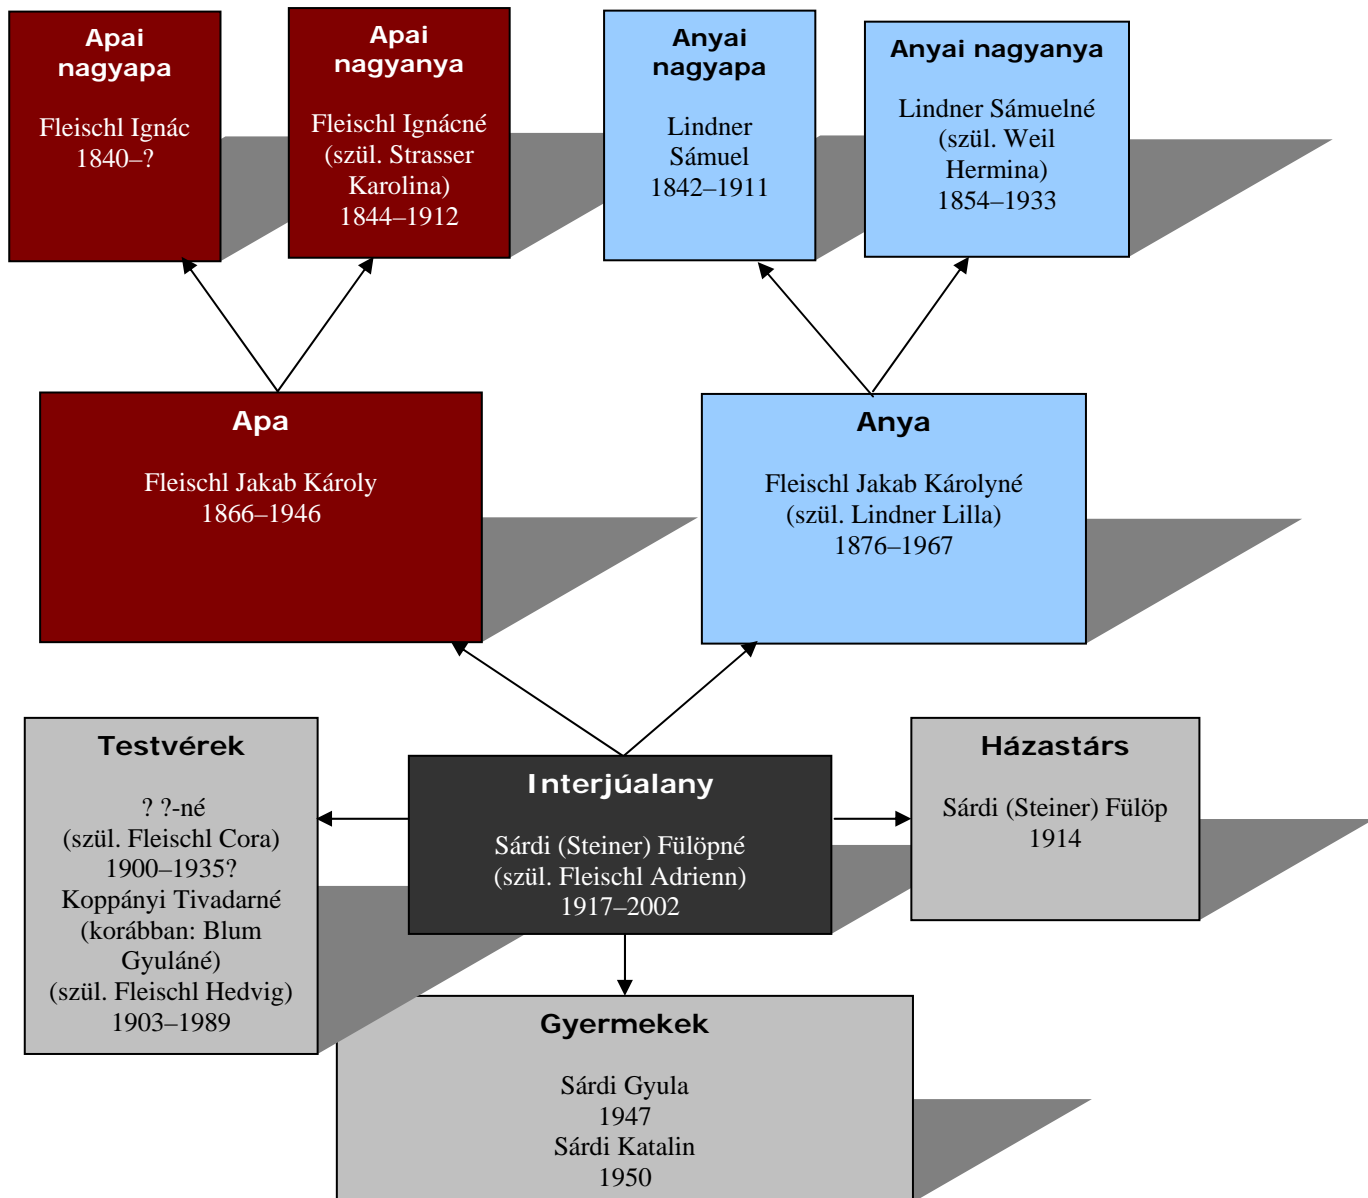 Apai
nagyapa
Fleischl Ignác
1840–?
Apai
nagyanya
Fleischl Ignácné
(szül. Strasser
Karolina)
1844–1912
Anyai
nagyapa
Lindner
Sámuel
1842–1911
Anyai nagyanya
Lindner Sámuelné
(szül. Weil
Hermina)
1854–1933
Apa
Fleischl Jakab Károly
1866–1946
Anya
Fleischl Jakab Károlyné
(szül. Lindner Lilla)
1876–1967
Testvérek
? ?-né
(szül. Fleischl Cora)
1900–1935?
Koppányi Tivadarné
(korábban: Blum
Gyuláné)
(szül. Fleischl Hedvig)
1903–1989
Interjúalany
Sárdi (Steiner) Fülöpné
(szül. Fleischl Adrienn)
1917–2002
Házastárs
Sárdi (Steiner) Fülöp
1914
Gyermekek
Sárdi Gyula
1947
Sárdi Katalin
1950